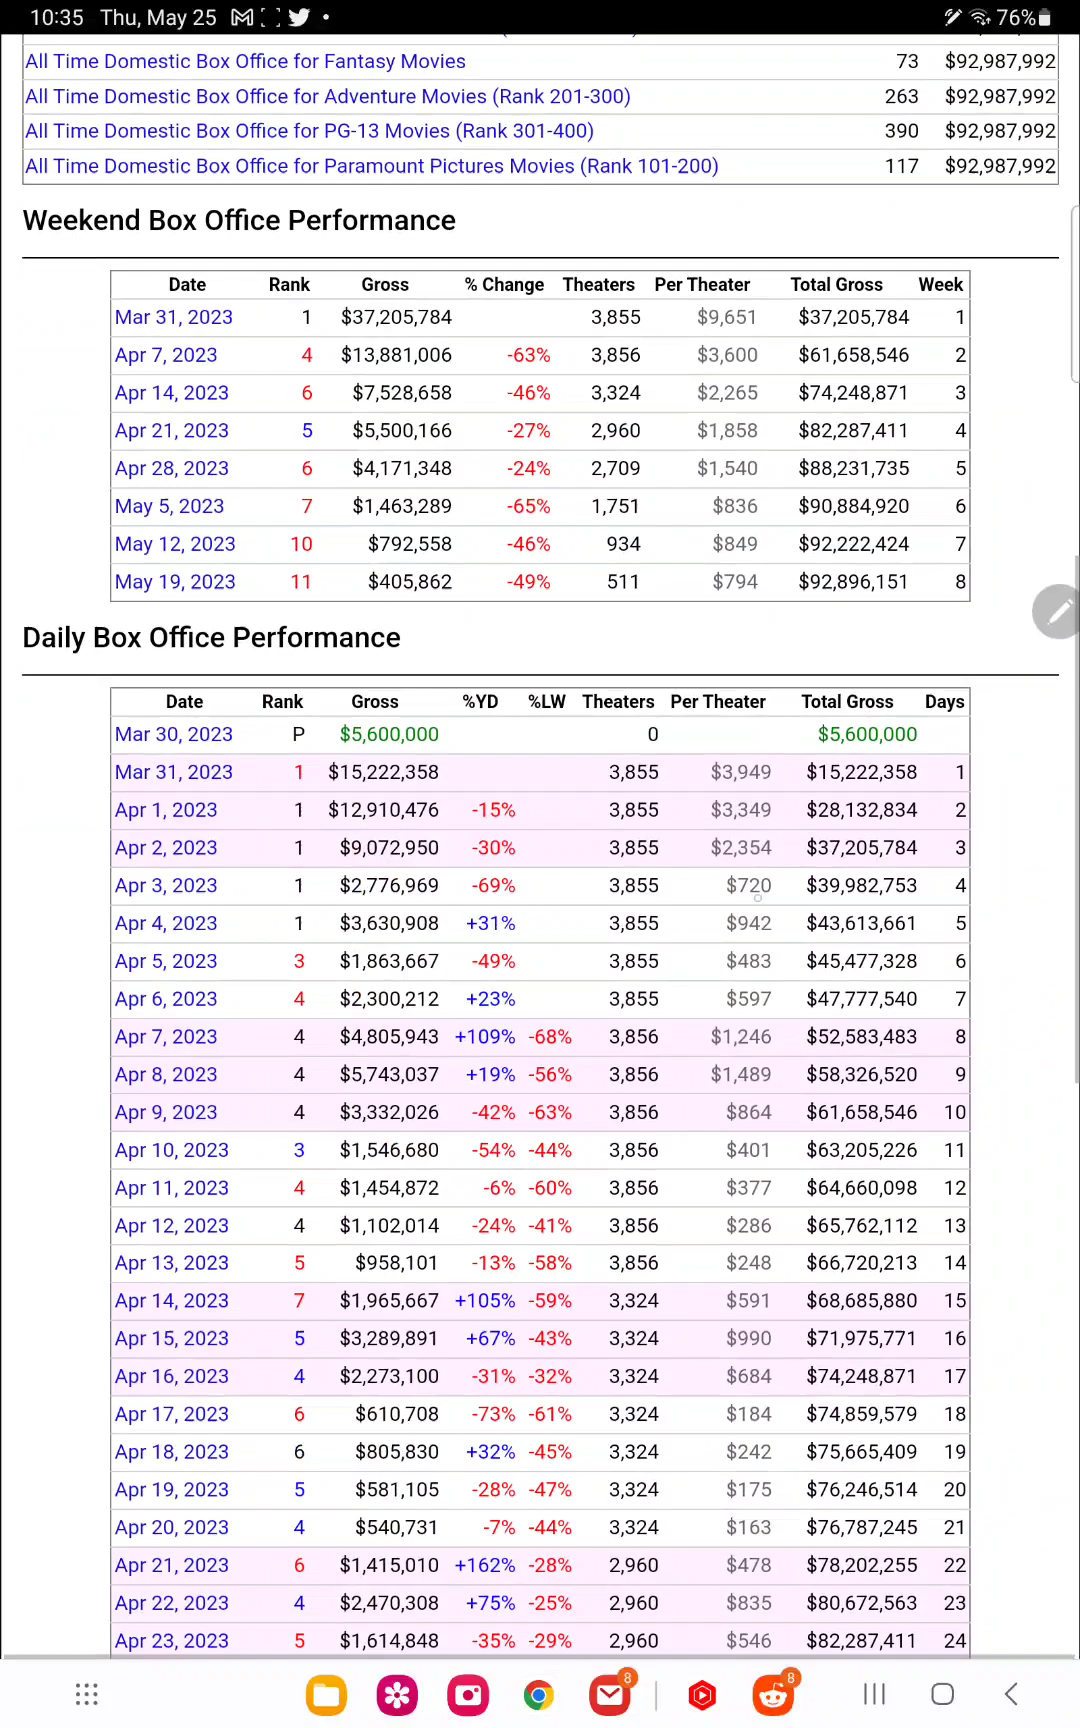 10:35 Thu, May 25 76%
All Time Domestic Box Office for Fantasy Movies 73 $92,987,992
All Time Domestic Box Office for Adventure Movies (Rank 201-300) 263 $92,987,992
All Time Domestic Box Office for PG-13 Movies (Rank 301-400) 390 $92,987,992
All Time Domestic Box Office for Paramount Pictures Movies (Rank 101-200) 117 $92,987,992
Weekend Box Office Performance
Date Rank Gross % Change Theaters Per Theater Total Gross Week
Mar 31, 2023 1 $37,205,784 3,855 $9,651 $37,205,784 1
Apr 7, 2023 4 $13,881,006 -63% 3,856 $3,600 $61,658,546 2
Apr 14, 2023 6 $7,528,658 -46% 3,324 $2,265 $74,248,871 3
Apr 21, 2023 5 $5,500,166 -27% 2,960 $1,858 $82,287,411 4
Apr 28, 2023 6 $4,171,348 -24% 2,709 $1,540 $88,231,735 5
May 5, 2023 7 $1,463,289 -65% 1,751 $836 $90,884,920 6
May 12, 2023 10 $792,558 -46% 934 $849 $92,222,424 7
May 19, 2023 11 $405,862 -49% 511 $794 $92,896,151 8
Daily Box Office Performance
Date Rank Gross %YD %LW Theaters Per Theater Total Gross Days
Mar 30, 2023 P $5,600,000 0 $5,600,000
Mar 31, 2023 1 $15,222,358 3,855 $3,949 $15,222,358 1
Apr 1, 2023 1 $12,910,476 -15% 3,855 $3,349 $28,132,834 2
Apr 2, 2023 1 $9,072,950 -30% 3,855 $2,354 $37,205,784 3
Apr 3, 2023 1 $2,776,969 -69% 3,855 $720 $39,982,753 4
Apr 4, 2023 1 $3,630,908 +31% 3,855 $942 $43,613,661 5
Apr 5, 2023 3 $1,863,667 -49% 3,855 $483 $45,477,328 6
Apr 6, 2023 4 $2,300,212 +23% 3,855 $597 $47,777,540 7
Apr 7, 2023 4 $4,805,943 +109% -68% 3,856 $1,246 $52,583,483 8
Apr 8, 2023 4 $5,743,037 +19% -56% 3,856 $1,489 $58,326,520 9
Apr 9, 2023 4 $3,332,026 -42% -63% 3,856 $864 $61,658,546 10
Apr 10, 2023 3 $1,546,680 -54% -44% 3,856 $401 $63,205,226 11
Apr 11, 2023 4 $1,454,872 -6% -60% 3,856 $377 $64,660,098 12
Apr 12, 2023 4 $1,102,014 -24% -41% 3,856 $286 $65,762,112 13
Apr 13, 2023 5 $958,101 -13% -58% 3,856 $248 $66,720,213 14
Apr 14, 2023 7 $1,965,667 +105% -59% 3,324 $591 $68,685,880 15
Apr 15, 2023 5 $3,289,891 +67% -43% 3,324 $990 $71,975,771 16
Apr 16, 2023 4 $2,273,100 -31% -32% 3,324 $684 $74,248,871 17
Apr 17, 2023 6 $610,708 -73% -61% 3,324 $184 $74,859,579 18
Apr 18, 2023 6 $805,830 +32% -45% 3,324 $242 $75,665,409 19
Apr 19, 2023 5 $581,105 -28% -47% 3,324 $175 $76,246,514 20
Apr 20, 2023 4 $540,731 -7% -44% 3,324 $163 $76,787,245 21
Apr 21, 2023 6 $1,415,010 +162% -28% 2,960 $478 $78,202,255 22
Apr 22, 2023 4 $2,470,308 +75% -25% 2,960 $835 $80,672,563 23
Apr 23, 2023 5 $1,614,848 -35% -29% 2,960 $546 $82,287,411 24
8 8